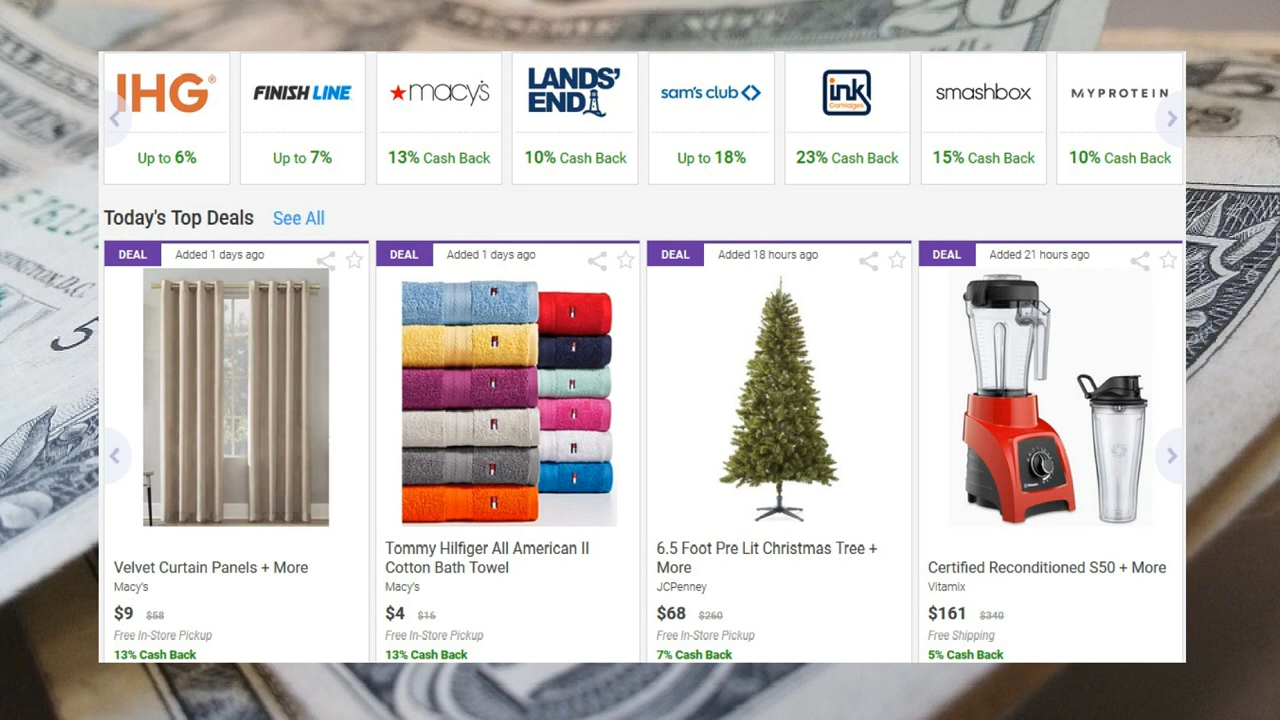 IHG®
FINISH LINE
macy's
LANDS'
END
sam's club
ink
Cartridges
smashbox
MYPROTEIN
Up to 6%
Up to 7%
13% Cash Back
10% Cash Back
Up to 18%
23% Cash Back
15% Cash Back
10% Cash Back
Today's Top Deals See All
DEAL Added 1 days ago
DEAL Added 1 days ago
DEAL Added 18 hours ago
DEAL Added 21 hours ago
Velvet Curtain Panels + More
Macy's
$9 $58
Free In-Store Pickup
13% Cash Back
Tommy Hilfiger All American II
Cotton Bath Towel
Macy's
$4 $16
Free In-Store Pickup
13% Cash Back
6.5 Foot Pre Lit Christmas Tree +
More
JCPenney
$68 $260
Free In-Store Pickup
7% Cash Back
Certified Reconditioned S50 + More
Vitamix
$161 $340
Free Shipping
5% Cash Back